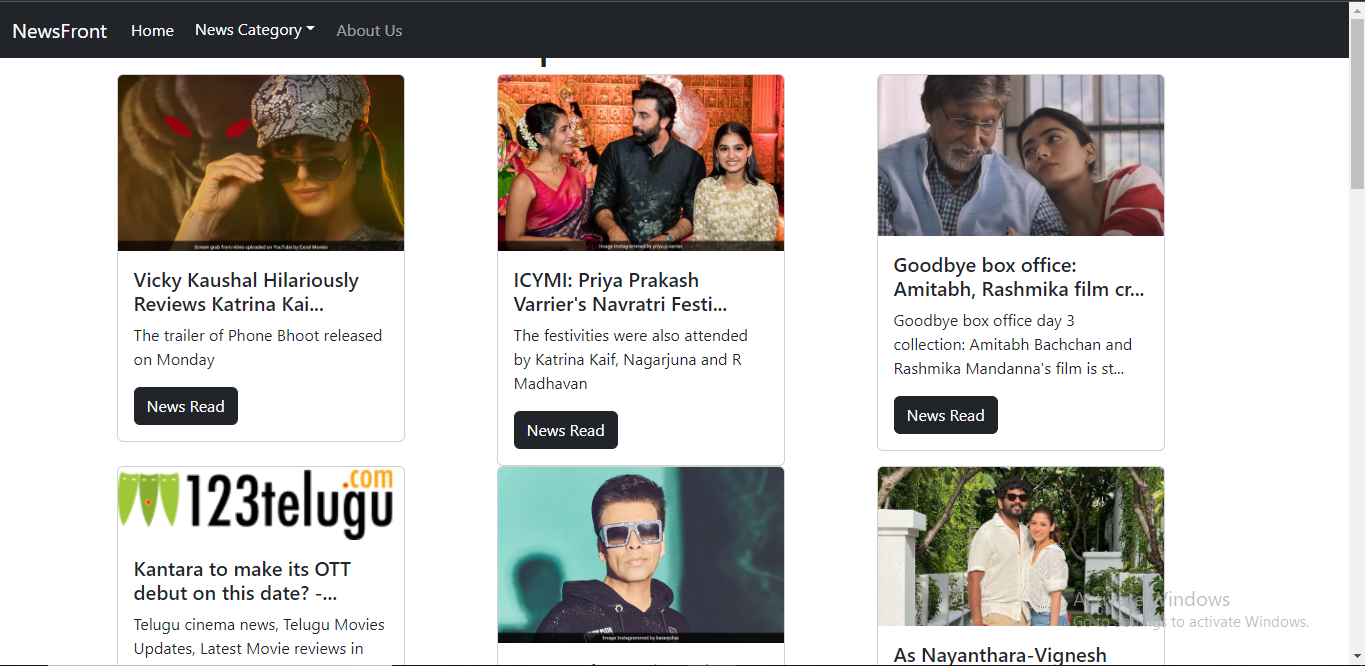 NewsFront Home News Category About Us
Screen grab from video uploaded on YouTube by Excel Movies
Vicky Kaushal Hilariously
Reviews Katrina Kai...
The trailer of Phone Bhoot released
on Monday
News Read
Image Instagrammed by priya.p.varrier
ICYMI: Priya Prakash
Varrier's Navratri Festi...
The festivities were also attended
by Katrina Kaif, Nagarjuna and R
Madhavan
News Read
Goodbye box office:
Amitabh, Rashmika film cr...
Goodbye box office day 3
collection: Amitabh Bachchan and
Rashmika Mandanna's film is st...
News Read
123telugu
.com
Kantara to make its OTT
debut on this date? -...
Telugu cinema news, Telugu Movies
Updates, Latest Movie reviews in
Image Instagrammed by karanjohar
As Nayanthara-Vignesh
Activate Windows
Go to Settings to activate Windows.